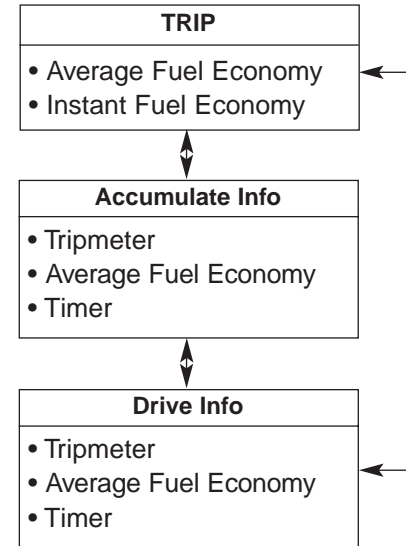 TRIP
• Average Fuel Economy
• Instant Fuel Economy
Accumulate Info
• Tripmeter
• Average Fuel Economy
• Timer
Drive Info
• Tripmeter
• Average Fuel Economy
• Timer